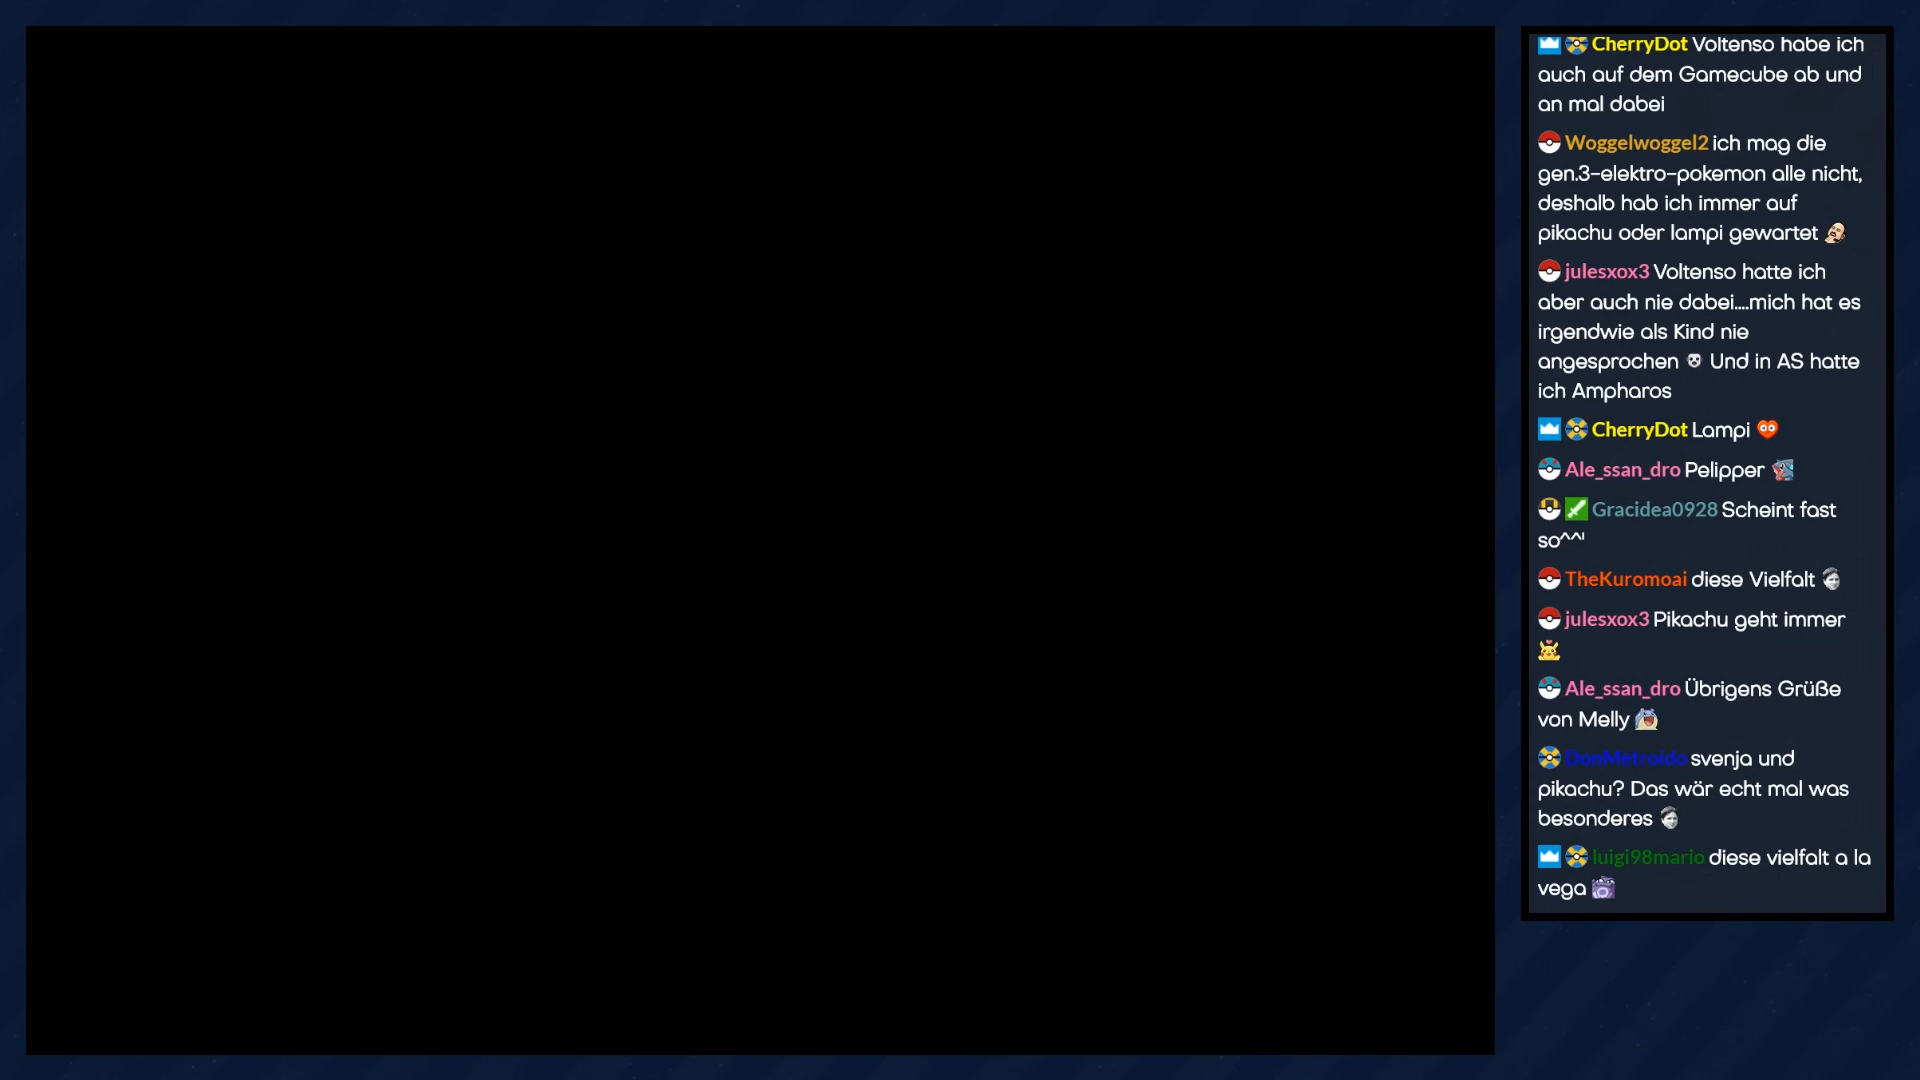 CherryDot Voltenso habe ich
auch auf dem Gamecube ab und
an mal dabei
Woggelwoggel2 ich mag die
gen.3-elektro-pokemon alle nicht,
deshalb hab ich immer auf
pikachu oder lampi gewartet
julesxox3 Voltenso hatte ich
aber auch nie dabei....mich hat es
irgendwie als Kind nie
angesprochen Und in AS hatte
ich Ampharos
CherryDot Lampi
Ale_ssan_dro Pelipper
Gracidea0928 Scheint fast
so^^'
TheKuromoai diese Vielfalt
julesxox3 Pikachu geht immer
Ale_ssan_dro Übrigens Grüße
von Melly
DonMetroido svenja und
pikachu? Das wär echt mal was
besonderes
luigi98mario diese vielfalt a la
vega